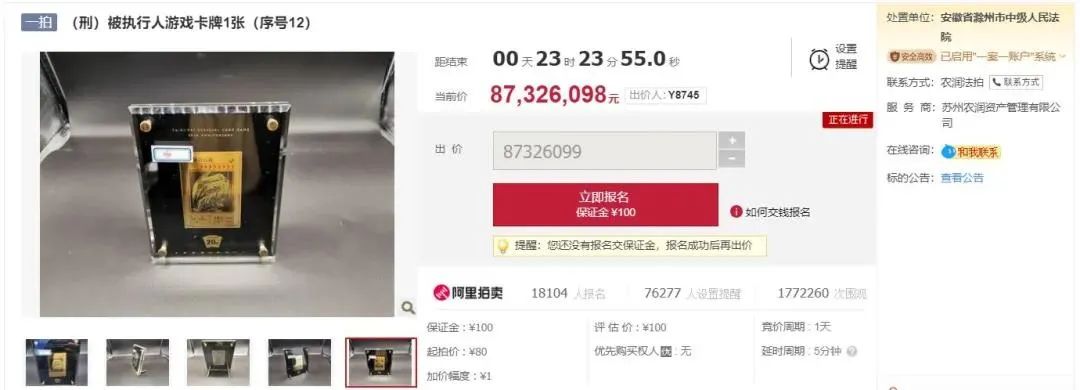 一拍 （刑）被执行人游戏卡牌1张（序号12）
距结束 00 天 23 时 23 分 55.0 秒
设置提醒
当前价 87,326,098元 出价人：Y8745
正在进行
出 价 87326099 + −
立即报名
保证金 ¥100
如何交钱报名
提醒：您还没有报名交保证金，报名成功后再出价
阿里拍卖 18104 人报名 76277 人设置提醒 1772260 次围观
保证金：¥100 评 估 价：¥100 竞价周期：1天
起拍价：¥80 优先购买权人 优：无 延时周期：5分钟
加价幅度：¥1
处置单位：安徽省滁州市中级人民法
院
安全高效 已启用"一案一账户"系统
联系方式：农润法拍 联系方式
服 务 商：苏州农润资产管理有限公
司
在线咨询：和我联系
标的公告：查看公告